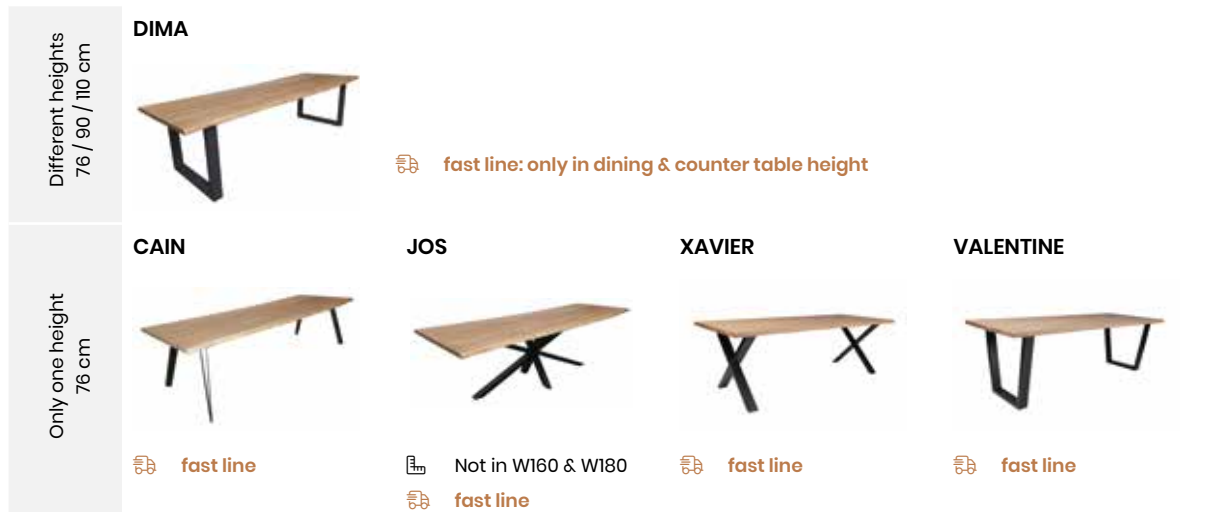 Different heights
76 / 90 / 110 cm
DIMA
fast line: only in dining & counter table height
Only one height
76 cm
CAIN
JOS
XAVIER
VALENTINE
fast line
Not in W160 & W180
fast line
fast line
fast line